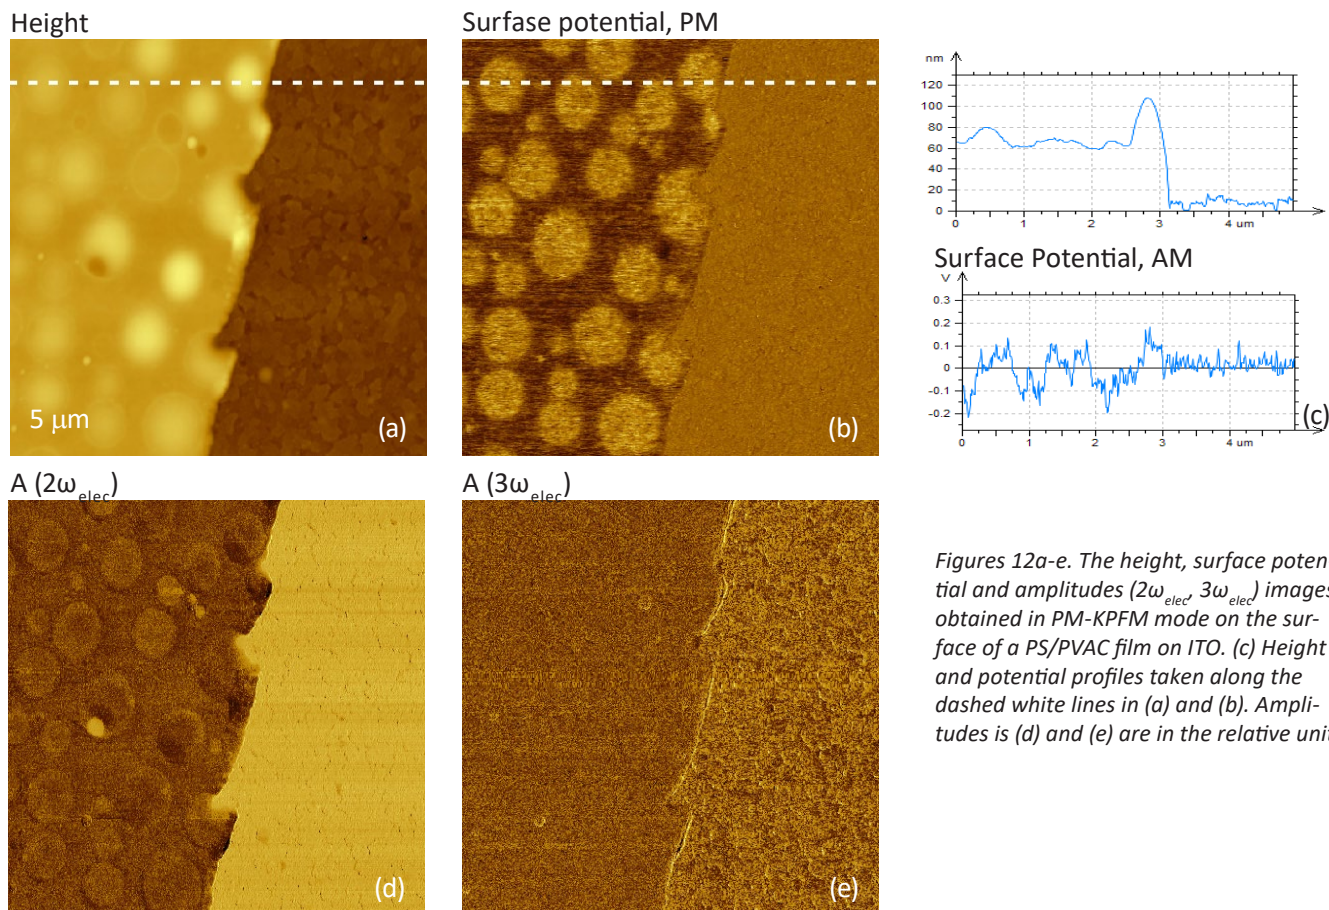 Height
Surfase potential, PM
5 μm
(a)
(b)
nm
120
100
80
60
40
20
0
0 1 2 3 4 um
Surface Potential, AM
V
0.3
0.2
0.1
0
-0.1
-0.2
0 1 2 3 4 um
(c)
A (2ω_elec)
A (3ω_elec)
(d)
(e)
Figures 12a-e. The height, surface poten
tial and amplitudes (2ω_elec, 3ω_elec) images
obtained in PM-KPFM mode on the sur-
face of a PS/PVAC film on ITO. (c) Height
and potential profiles taken along the
dashed white lines in (a) and (b). Ampli-
tudes is (d) and (e) are in the relative unit